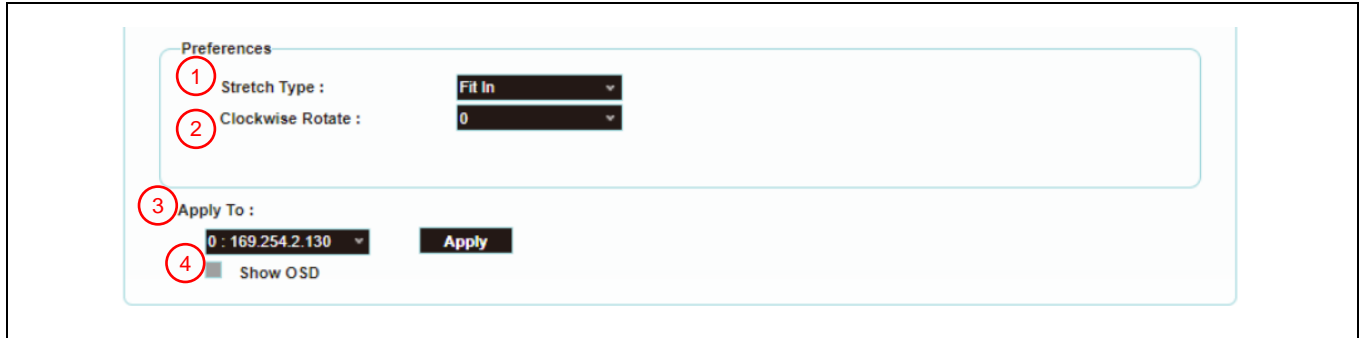 Preferences
1 Stretch Type : Fit In
2 Clockwise Rotate : 0
3 Apply To :
0 : 169.254.2.130 Apply
4 Show OSD